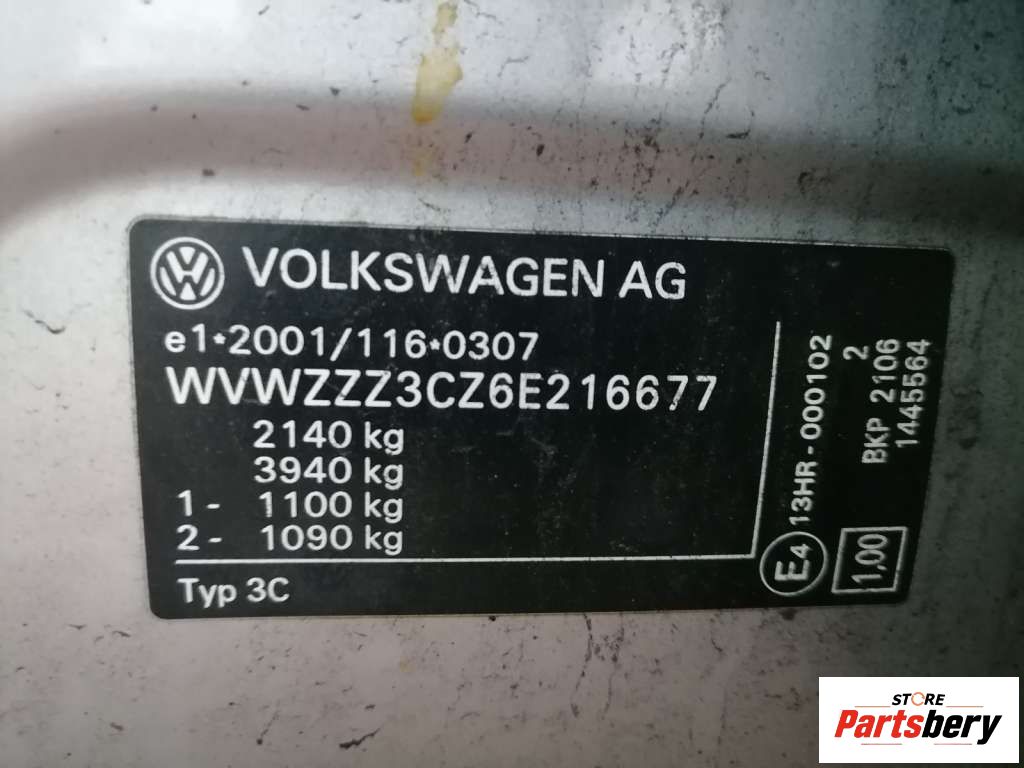 VOLKSWAGEN AG
e1*2001/116*0307
WVWZZZ3CZ6E216677
2140 kg
3940 kg
1 - 1100 kg
2 - 1090 kg
Typ 3C
E4 13HR - 000102
2
BKP 2106
1445564
1,00
STORE
Partsbery